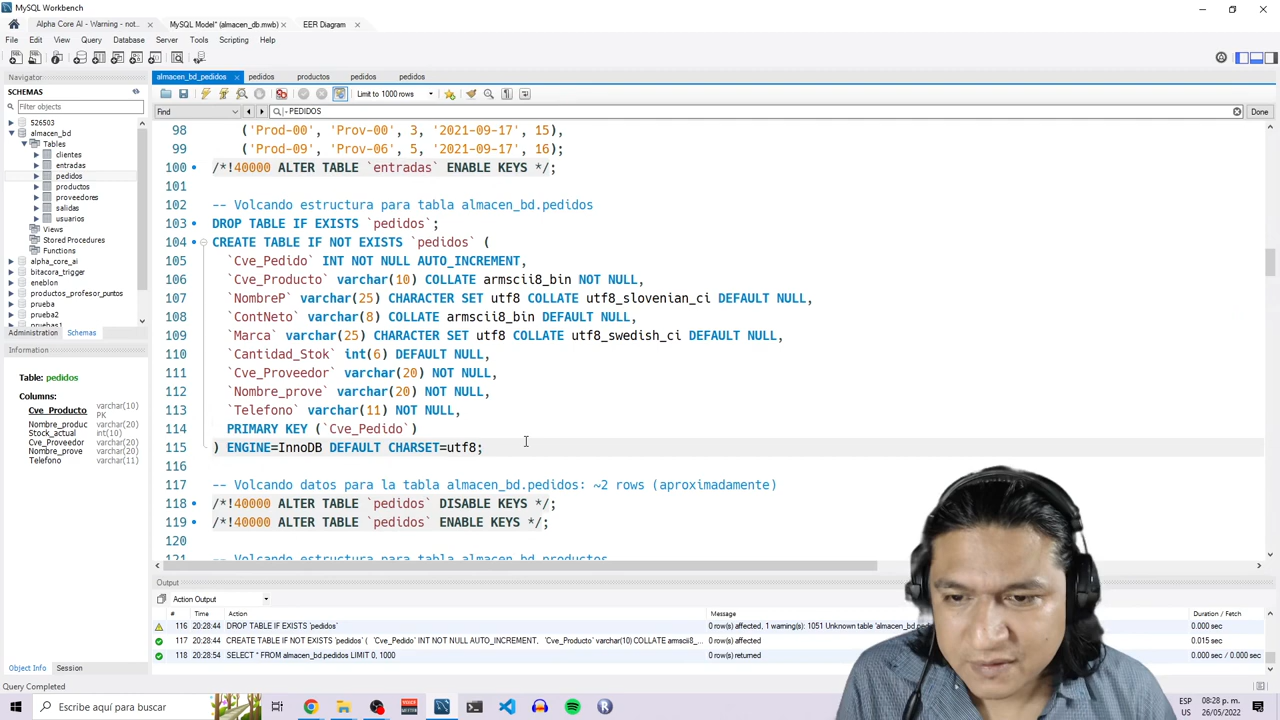 MySQL Workbench
Alpha Core AI - Warning - not...
MySQL Model* (almacen_db.mwb)
EER Diagram
File Edit View Query Database Server Tools Scripting Help
Navigator
SCHEMAS
Filter objects
526503
almacen_bd
Tables
clientes
entradas
pedidos
productos
proveedores
salidas
usuarios
Views
Stored Procedures
Functions
alpha_core_ai
bitacora_trigger
eneblon
productos_profesor_puntos
prueba
prueba2
pruebas1
Administration Schemas
Information
Table: pedidos
Columns:
Cve_Producto varchar(10) PK
Nombre_produc varchar(20)
Stock_actual int(10)
Cve_Proveedor varchar(20)
Nombre_prove varchar(20)
Telefono varchar(11)
Object Info Session
Query Completed
almacen_bd_pedidos pedidos productos pedidos pedidos
Limit to 1000 rows
Find PEDIDOS Done
98 ('Prod-00', 'Prov-00', 3, '2021-09-17', 15),
99 ('Prod-09', 'Prov-06', 5, '2021-09-17', 16);
100 /*!40000 ALTER TABLE `entradas` ENABLE KEYS */;
101
102 -- Volcando estructura para tabla almacen_bd.pedidos
103 DROP TABLE IF EXISTS `pedidos`;
104 CREATE TABLE IF NOT EXISTS `pedidos` (
105 `Cve_Pedido` INT NOT NULL AUTO_INCREMENT,
106 `Cve_Producto` varchar(10) COLLATE armscii8_bin NOT NULL,
107 `NombreP` varchar(25) CHARACTER SET utf8 COLLATE utf8_slovenian_ci DEFAULT NULL,
108 `ContNeto` varchar(8) COLLATE armscii8_bin DEFAULT NULL,
109 `Marca` varchar(25) CHARACTER SET utf8 COLLATE utf8_swedish_ci DEFAULT NULL,
110 `Cantidad_Stok` int(6) DEFAULT NULL,
111 `Cve_Proveedor` varchar(20) NOT NULL,
112 `Nombre_prove` varchar(20) NOT NULL,
113 `Telefono` varchar(11) NOT NULL,
114 PRIMARY KEY (`Cve_Pedido`)
115 ) ENGINE=InnoDB DEFAULT CHARSET=utf8;
116
117 -- Volcando datos para la tabla almacen_bd.pedidos: ~2 rows (aproximadamente)
118 /*!40000 ALTER TABLE `pedidos` DISABLE KEYS */;
119 /*!40000 ALTER TABLE `pedidos` ENABLE KEYS */;
120
121 -- Volcando estructura para tabla almacen_bd.productos
Output
Action Output
# Time Action Message Duration / Fetch
116 20:28:44 DROP TABLE IF EXISTS `pedidos` 0 row(s) affected, 1 warning(s): 1051 Unknown table 'almacen_bd.pedi
0.000 sec
117 20:28:44 CREATE TABLE IF NOT EXISTS `pedidos` ( `Cve_Pedido` INT NOT NULL AUTO_INCREMENT, `Cve_Producto` varchar(10) COLLATE armscii8_... 0 row(s) affected
0.015 sec
118 20:28:54 SELECT * FROM almacen_bd.pedidos LIMIT 0, 1000 0 row(s) returned
0.000 sec / 0.000 sec
Escribe aquí para buscar
ESP US
08:28 p. m.
26/05/2022